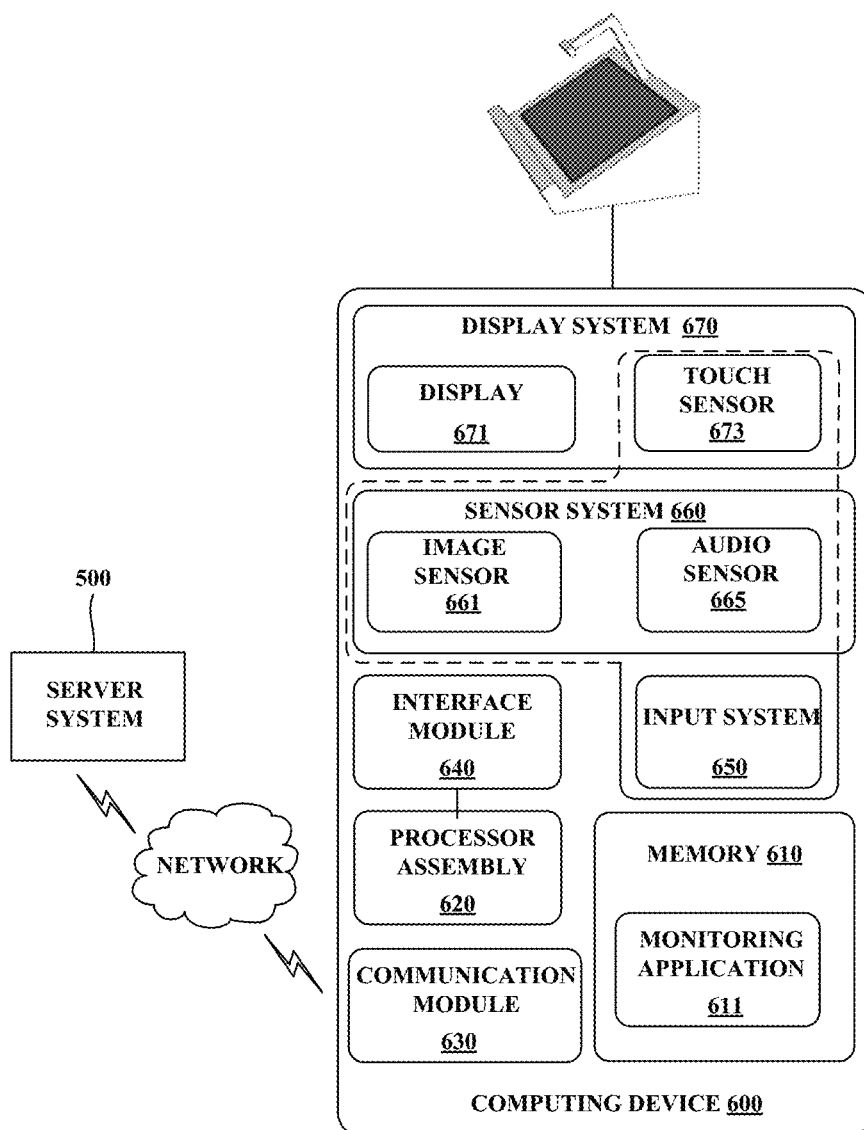 DISPLAY SYSTEM 670
DISPLAY
671
TOUCH
SENSOR
673
SENSOR SYSTEM 660
IMAGE
SENSOR
661
AUDIO
SENSOR
665
500
SERVER
SYSTEM
INTERFACE
MODULE
640
INPUT SYSTEM
650
NETWORK
PROCESSOR
ASSEMBLY
620
MEMORY 610
MONITORING
APPLICATION
611
COMMUNICATION
MODULE
630
COMPUTING DEVICE 600